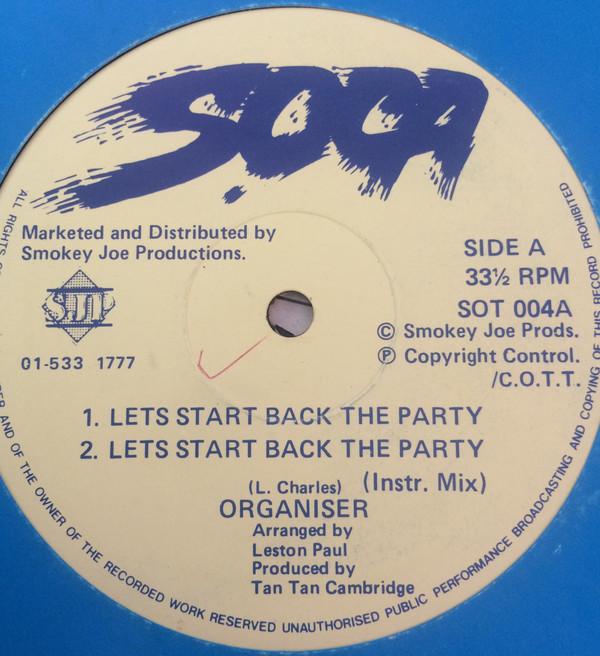 SOCA
Marketed and Distributed by
Smokey Joe Productions.
SJP
01-533 1777
SIDE A
33⅓ RPM
SOT 004A
© Smokey Joe Prods.
℗ Copyright Control.
/C.O.T.T.
1. LETS START BACK THE PARTY
2. LETS START BACK THE PARTY
(Instr. Mix)
(L. Charles)
ORGANISER
Arranged by
Leston Paul
Produced by
Tan Tan Cambridge
ALL RIGHTS
AND OF THE OWNER OF THE RECORDED WORK RESERVED UNAUTHORISED PUBLIC PERFORMANCE BROADCASTING AND COPYING OF THIS RECORD PROHIBITED